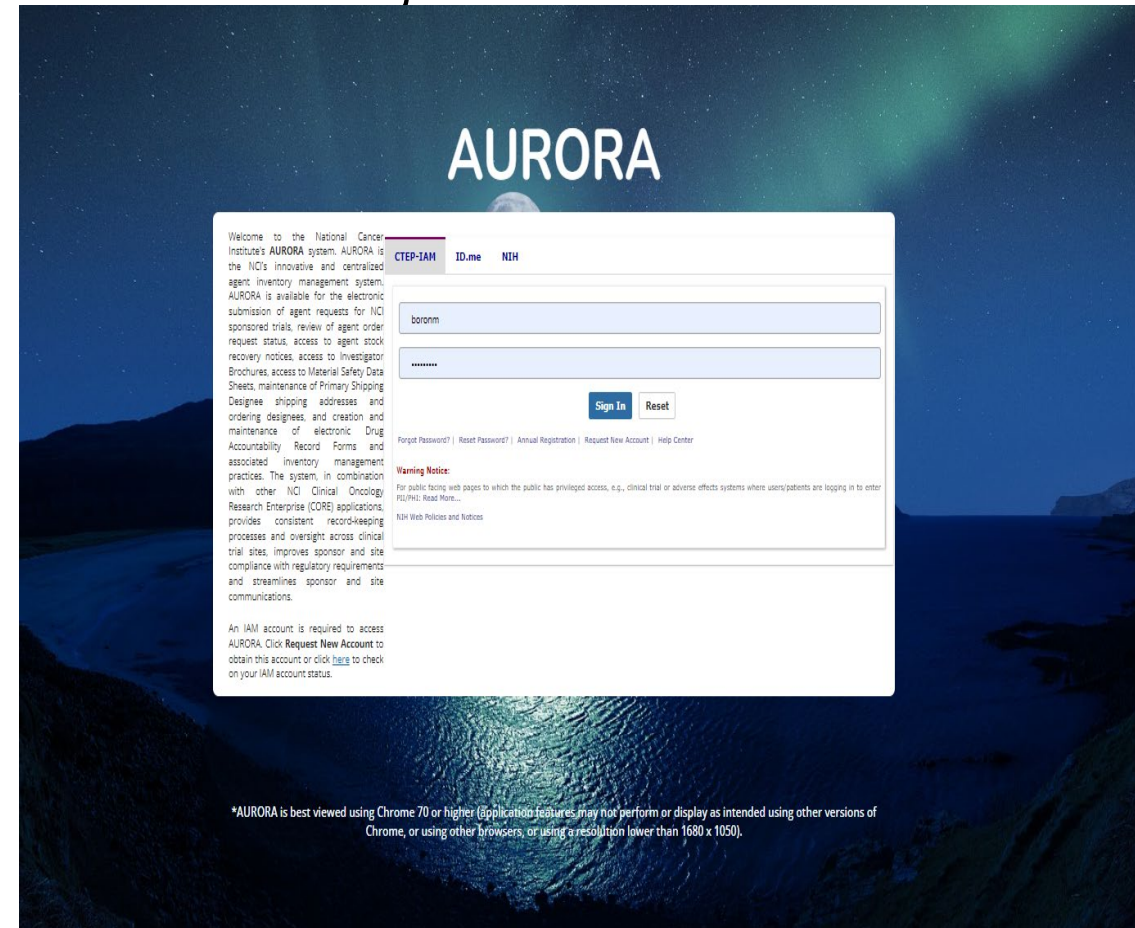 AURORA
Welcome to the National Cancer
Institute's AURORA system. AURORA is
the NCI's innovative and centralized
agent inventory management system.
AURORA is available for the electronic
submission of agent requests for NCI
sponsored trials, review of agent order
request status, access to agent stock
recovery notices, access to Investigator
Brochures, access to Material Safety Data
Sheets, maintenance of Primary Shipping
Designee shipping addresses and
ordering designees, and creation and
maintenance of electronic Drug
Accountability Record Forms and
associated inventory management
practices. The system, in combination
with other NCI Clinical Oncology
Research Enterprise (CORE) applications,
provides consistent record-keeping
processes and oversight across clinical
trial sites, improves sponsor and site
compliance with regulatory requirements
and streamlines sponsor and site
communications.
An IAM account is required to access
AURORA. Click Request New Account to
obtain this account or click here to check
on your IAM account status.
CTEP-IAM ID.me NIH
boronm
•••••••••
Sign In Reset
Forgot Password? | Reset Password? | Annual Registration | Request New Account | Help Center
Warning Notice:
For public facing web pages to which the public has privileged access, e.g., clinical trial or adverse effects systems where users/patients are logging in to enter
PII/PHI: Read More...
NIH Web Policies and Notices
*AURORA is best viewed using Chrome 70 or higher (application features may not perform or display as intended using other versions of
Chrome, or using other browsers, or using a resolution lower than 1680 x 1050).